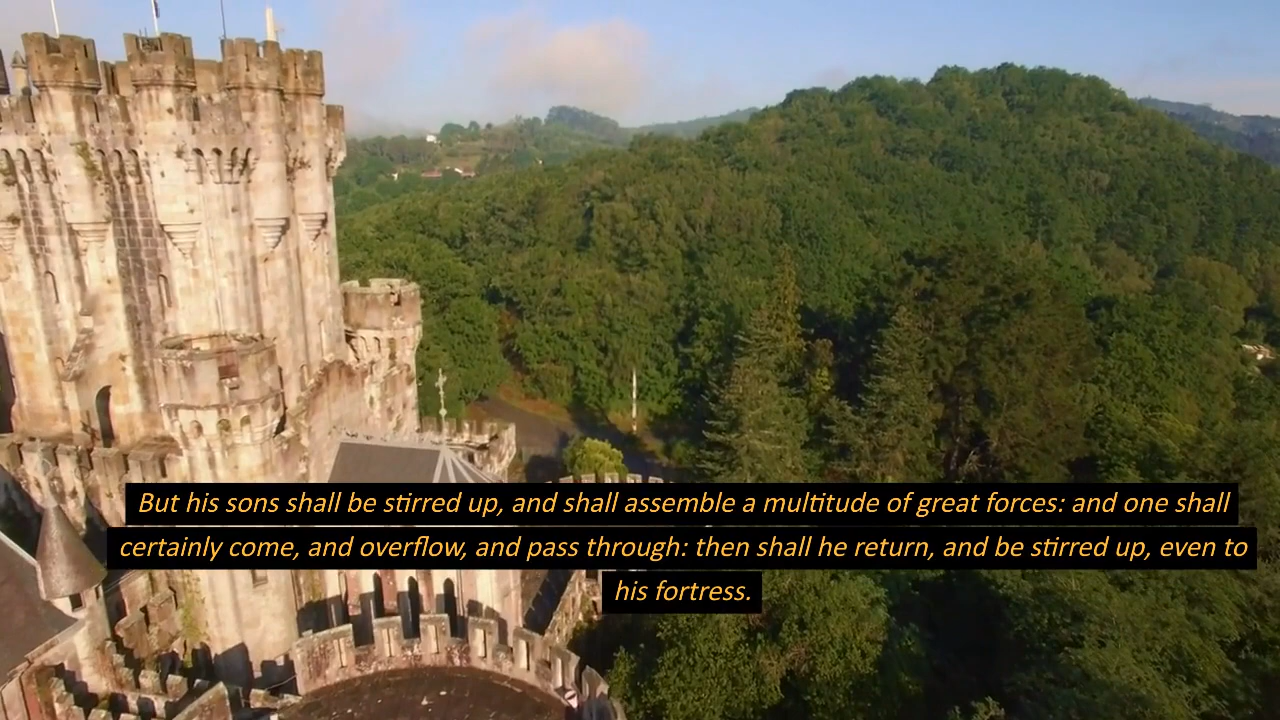 But his sons shall be stirred up, and shall assemble a multitude of great forces: and one shall
certainly come, and overflow, and pass through: then shall he return, and be stirred up, even to
his fortress.